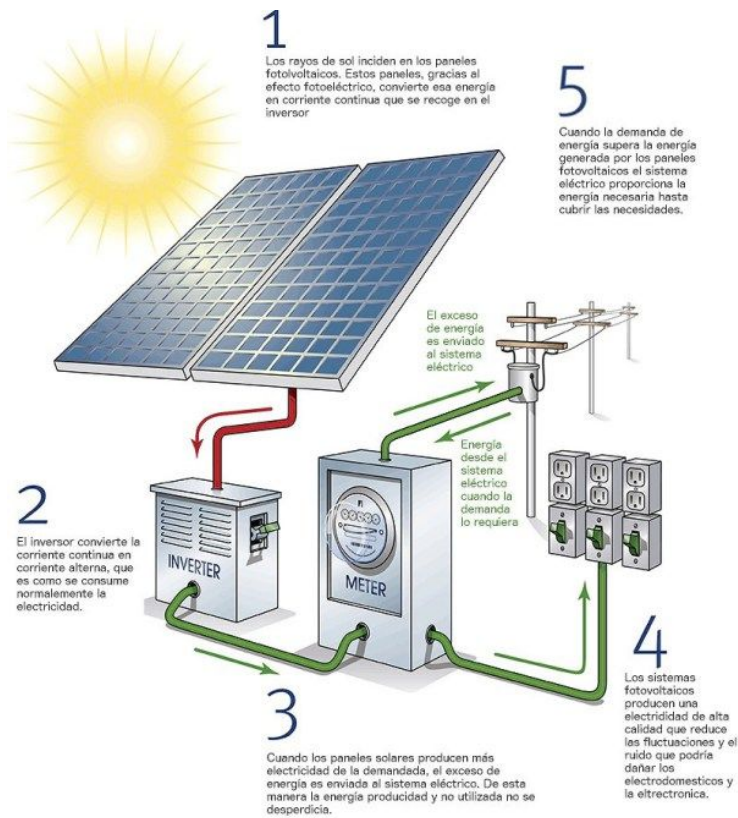 1
Los rayos de sol inciden en los paneles
fotolvoltaicos. Estos paneles, gracias al
efecto fotoeléctrico, convierte esa energía
en corriente continua que se recoge en el
inversor
5
Cuando la demanda de
energía supera la energía
generada por los paneles
fotovoltaicos el sistema
eléctrico proporciona la
energía necesaria hasta
cubrir las necesidades.
El exceso
de energía
es enviado
al sistema
eléctrico
Energía
desde el
sistema
eléctrico
cuando la
demanda
lo requiera
2
El inversor convierte la
corriente continua en
corriente alterna, que
es como se consume
normalmente la
electricidad.
INVERTER
METER
3
Cuando los paneles solares producen más
electricidad de la demandada, el exceso de
energía es enviado al sistema eléctrico. De esta
manera la energía producidad y no utilizada no se
desperdicia.
4
Los sistemas
fotovoltaicos
producen una
electrididad de alta
calidad que reduce
las fluctuaciones y el
ruido que podría
dañar los
electrodomesticos y
la eltrectronica.